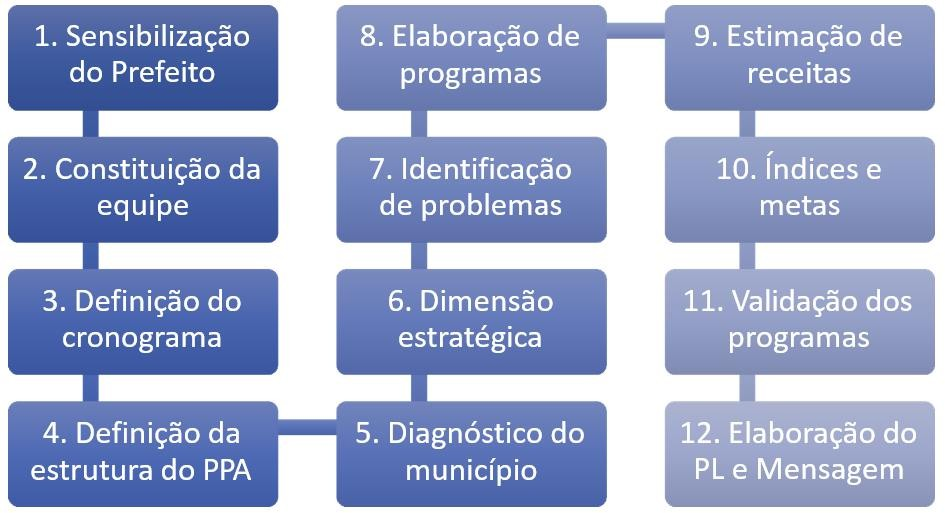 1. Sensibilização
do Prefeito
2. Constituição da
equipe
3. Definição do
cronograma
4. Definição da
estrutura do PPA
5. Diagnóstico do
município
6. Dimensão
estratégica
7. Identificação
de problemas
8. Elaboração de
programas
9. Estimação de
receitas
10. Índices e
metas
11. Validação dos
programas
12. Elaboração do
PL e Mensagem